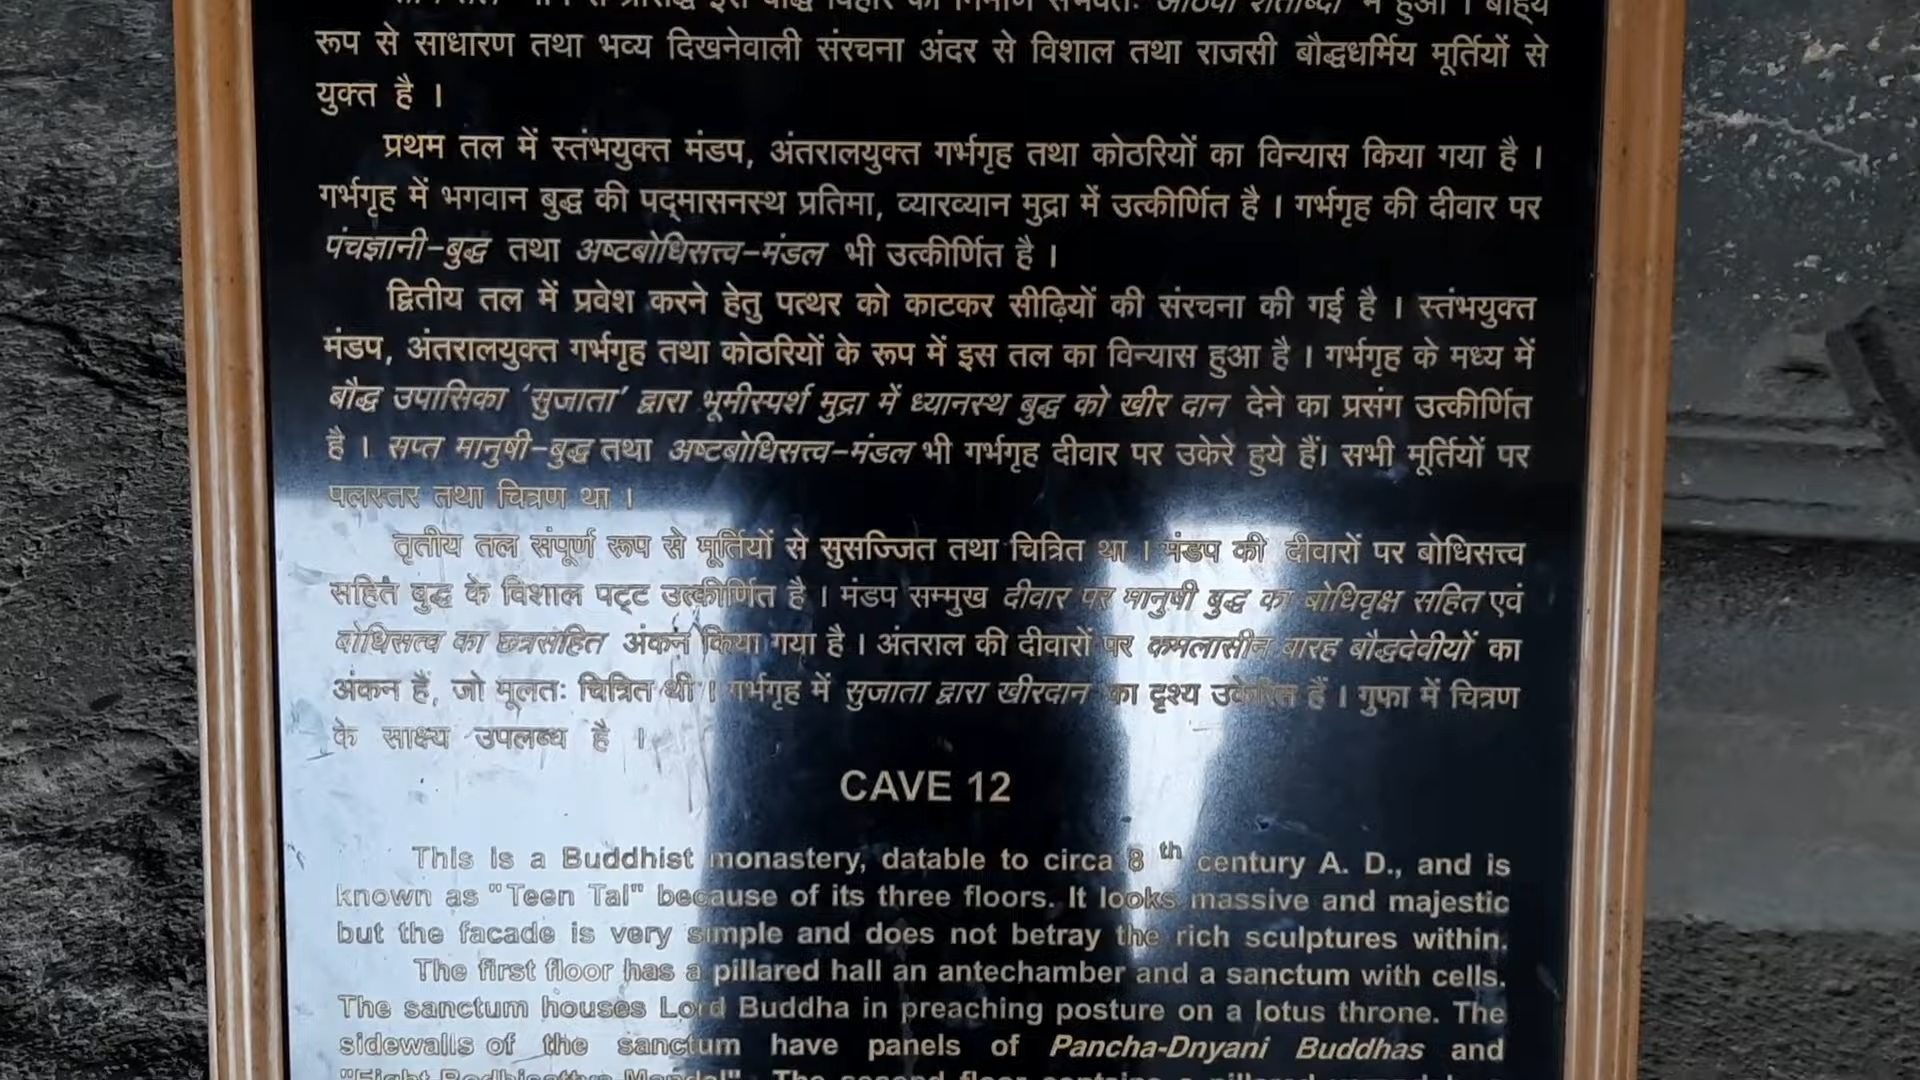 रूप से साधारण तथा भव्य दिखनेवाली संरचना अंदर से विशाल तथा राजसी बौद्धधर्मिय मूर्तियों से
युक्त है ।
प्रथम तल में स्तंभयुक्त मंडप, अंतरालयुक्त गर्भगृह तथा कोठरियों का विन्यास किया गया है ।
गर्भगृह में भगवान बुद्ध की पद्‌मासनस्थ प्रतिमा, व्यारव्यान मुद्रा में उत्कीर्णित है । गर्भगृह की दीवार पर
पंचज्ञानी-बुद्ध तथा अष्टबोधिसत्त्व-मंडल भी उत्कीर्णित है ।
द्वितीय तल में प्रवेश करने हेतु पत्थर को काटकर सीढ़ियों की संरचना की गई है । स्तंभयुक्त
मंडप, अंतरालयुक्त गर्भगृह तथा कोठरियों के रूप में इस तल का विन्यास हुआ है । गर्भगृह के मध्य में
बौद्ध उपासिका ‘सुजाता’ द्वारा भूमीस्पर्श मुद्रा में ध्यानस्थ बुद्ध को खीर दान देने का प्रसंग उत्कीर्णित
है । सप्त मानुषी-बुद्ध तथा अष्टबोधिसत्त्व-मंडल भी गर्भगृह दीवार पर उकेरे हुये हैं। सभी मूर्तियों पर
पलस्तर तथा चित्रण था ।
तृतीय तल संपूर्ण रूप से मूर्तियों से सुसज्जित तथा चित्रित था । मंडप की दीवारों पर बोधिसत्त्व
सहित बुद्ध के विशाल पट्ट उत्कीर्णित है । मंडप सम्मुख दीवार पर मानुषी बुद्ध का बोधिवृक्ष सहित एवं
बोधिसत्व का छत्रसहित अंकन किया गया है । अंतराल की दीवारों पर कमलासीन बारह बौद्धदेवीयों का
अंकन हैं, जो मूलतः चित्रित थी । गर्भगृह में सुजाता द्वारा खीरदान का दृश्य उकेरित हैं । गुफा में चित्रण
के साक्ष्य उपलब्ध है ।
CAVE 12
This is a Buddhist monastery, datable to circa 8 th century A. D., and is
known as "Teen Tal" because of its three floors. It looks massive and majestic
but the facade is very simple and does not betray the rich sculptures within.
The first floor has a pillared hall an antechamber and a sanctum with cells.
The sanctum houses Lord Buddha in preaching posture on a lotus throne. The
sidewalls of the sanctum have panels of Pancha-Dnyani Buddhas and